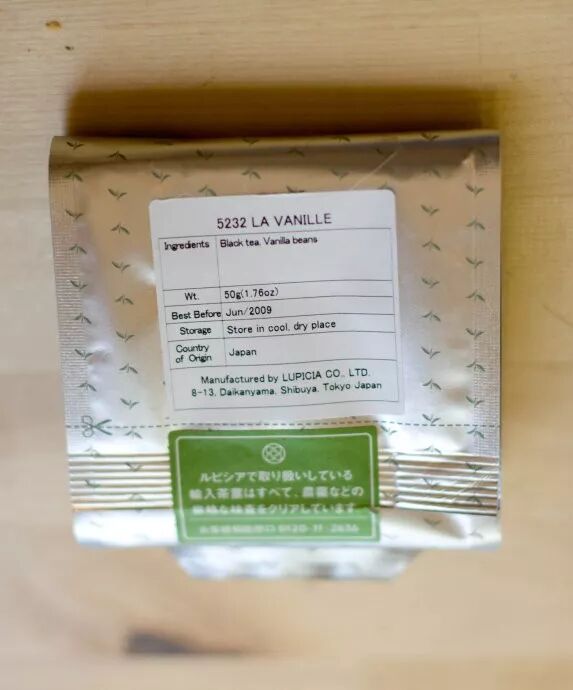 5232 LA VANILLE
Ingredients Black tea, Vanilla beans
Wt. 50g(1.76oz)
Best Before Jun/2009
Storage Store in cool, dry place
Country
of Origin Japan
Manufactured by LUPICIA CO., LTD.
8-13, Daikanyama, Shibuya, Tokyo Japan
ルピシアで取り扱いしている
輸入茶葉はすべて、農薬などの
厳格な検査をクリアしています。
0120-11-2636